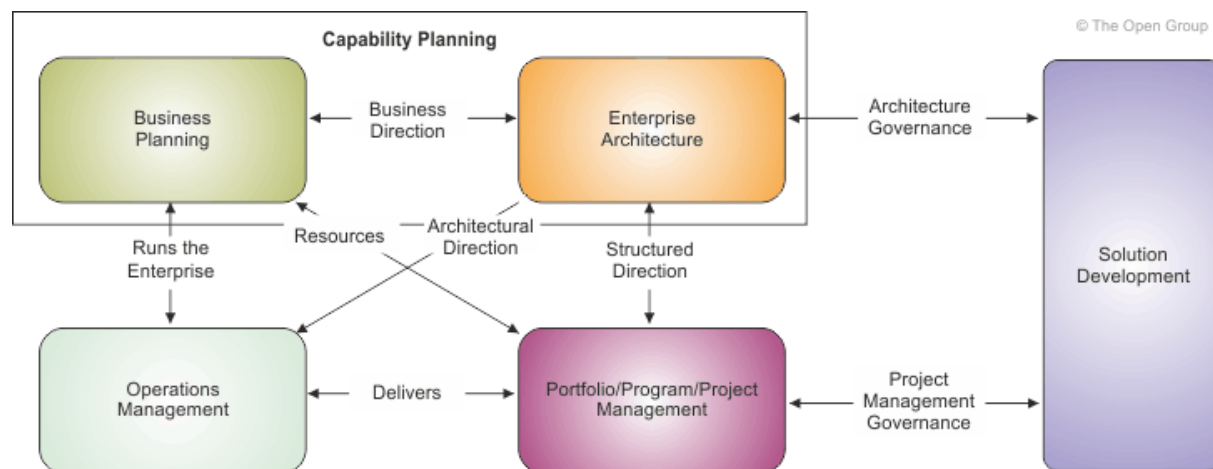 Capability Planning
© The Open Group
Business
Planning
Business
Direction
Enterprise
Architecture
Architecture
Governance
Runs the
Enterprise
Resources
Architectural
Direction
Structured
Direction
Solution
Development
Operations
Management
Delivers
Portfolio/Program/Project
Management
Project
Management
Governance